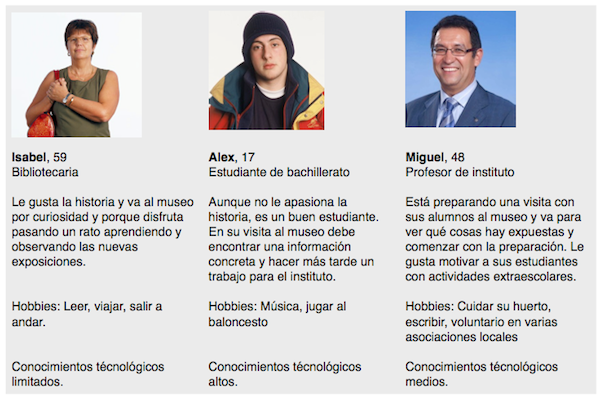 Isabel, 59
Bibliotecaria
Le gusta la historia y va al museo
por curiosidad y porque disfruta
pasando un rato aprendiendo y
observando las nuevas
exposiciones.
Hobbies: Leer, viajar, salir a
andar.
Conocimientos técnológicos
limitados.
Alex, 17
Estudiante de bachillerato
Aunque no le apasiona la
historia, es un buen estudiante.
En su visita al museo debe
encontrar una información
concreta y hacer más tarde un
trabajo para el instituto.
Hobbies: Música, jugar al
baloncesto
Conocimientos técnológicos
altos.
Miguel, 48
Profesor de instituto
Está preparando una visita con
sus alumnos al museo y va para
ver qué cosas hay expuestas y
comenzar con la preparación. Le
gusta motivar a sus estudiantes
con actividades extraescolares.
Hobbies: Cuidar su huerto,
escribir, voluntario en varias
asociaciones locales
Conocimientos técnológicos
medios.